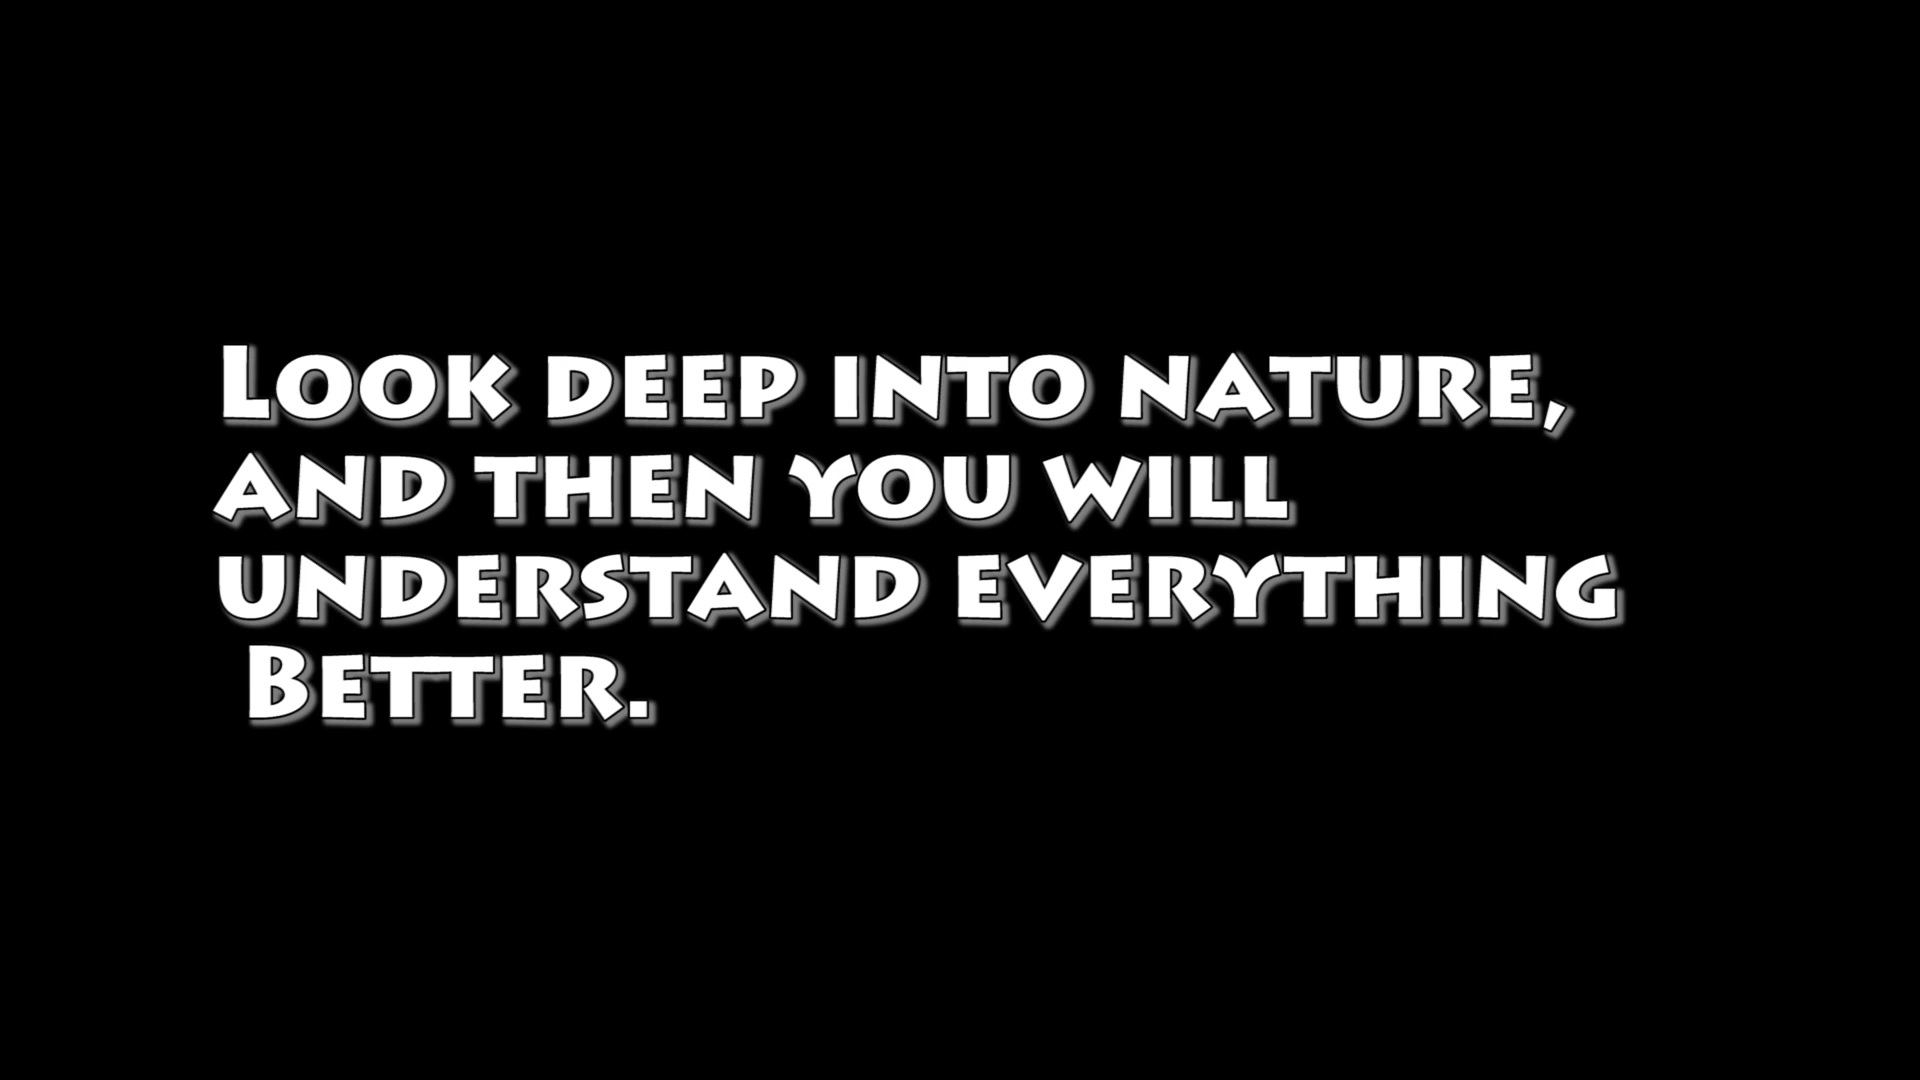 Look deep into nature,
and then you will
understand everything
Better.